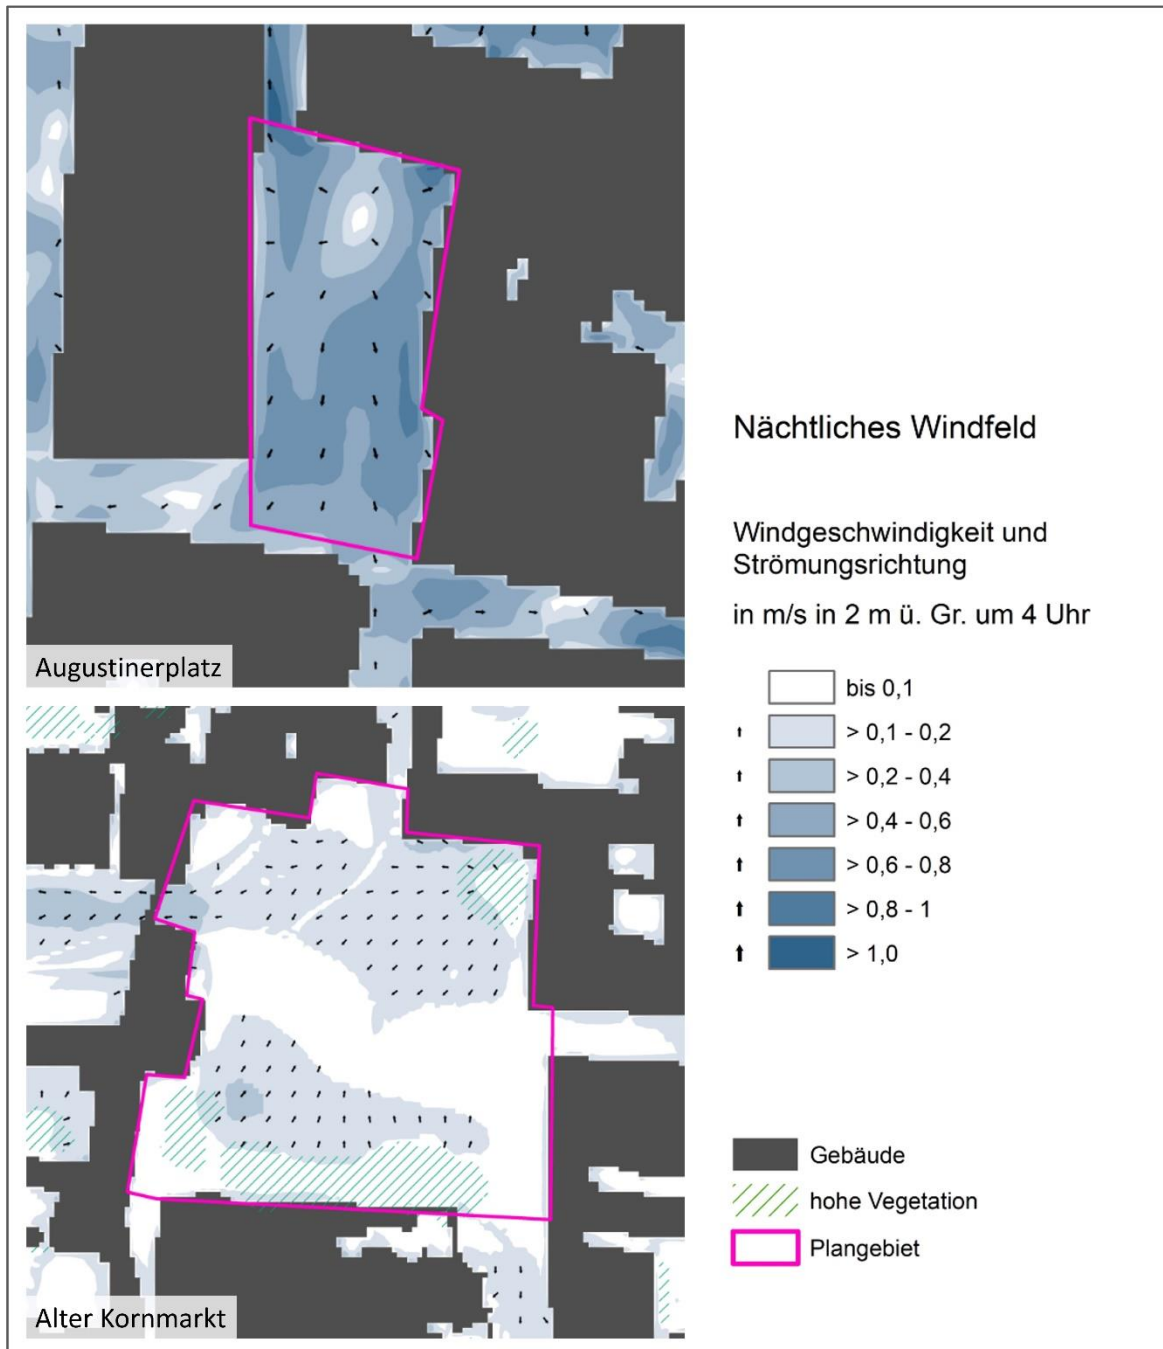 Augustinerplatz
Alter Kornmarkt
Nächtliches Windfeld
Windgeschwindigkeit und
Strömungsrichtung
in m/s in 2 m ü. Gr. um 4 Uhr
bis 0,1
> 0,1 - 0,2
> 0,2 - 0,4
> 0,4 - 0,6
> 0,6 - 0,8
> 0,8 - 1
> 1,0
Gebäude
hohe Vegetation
Plangebiet